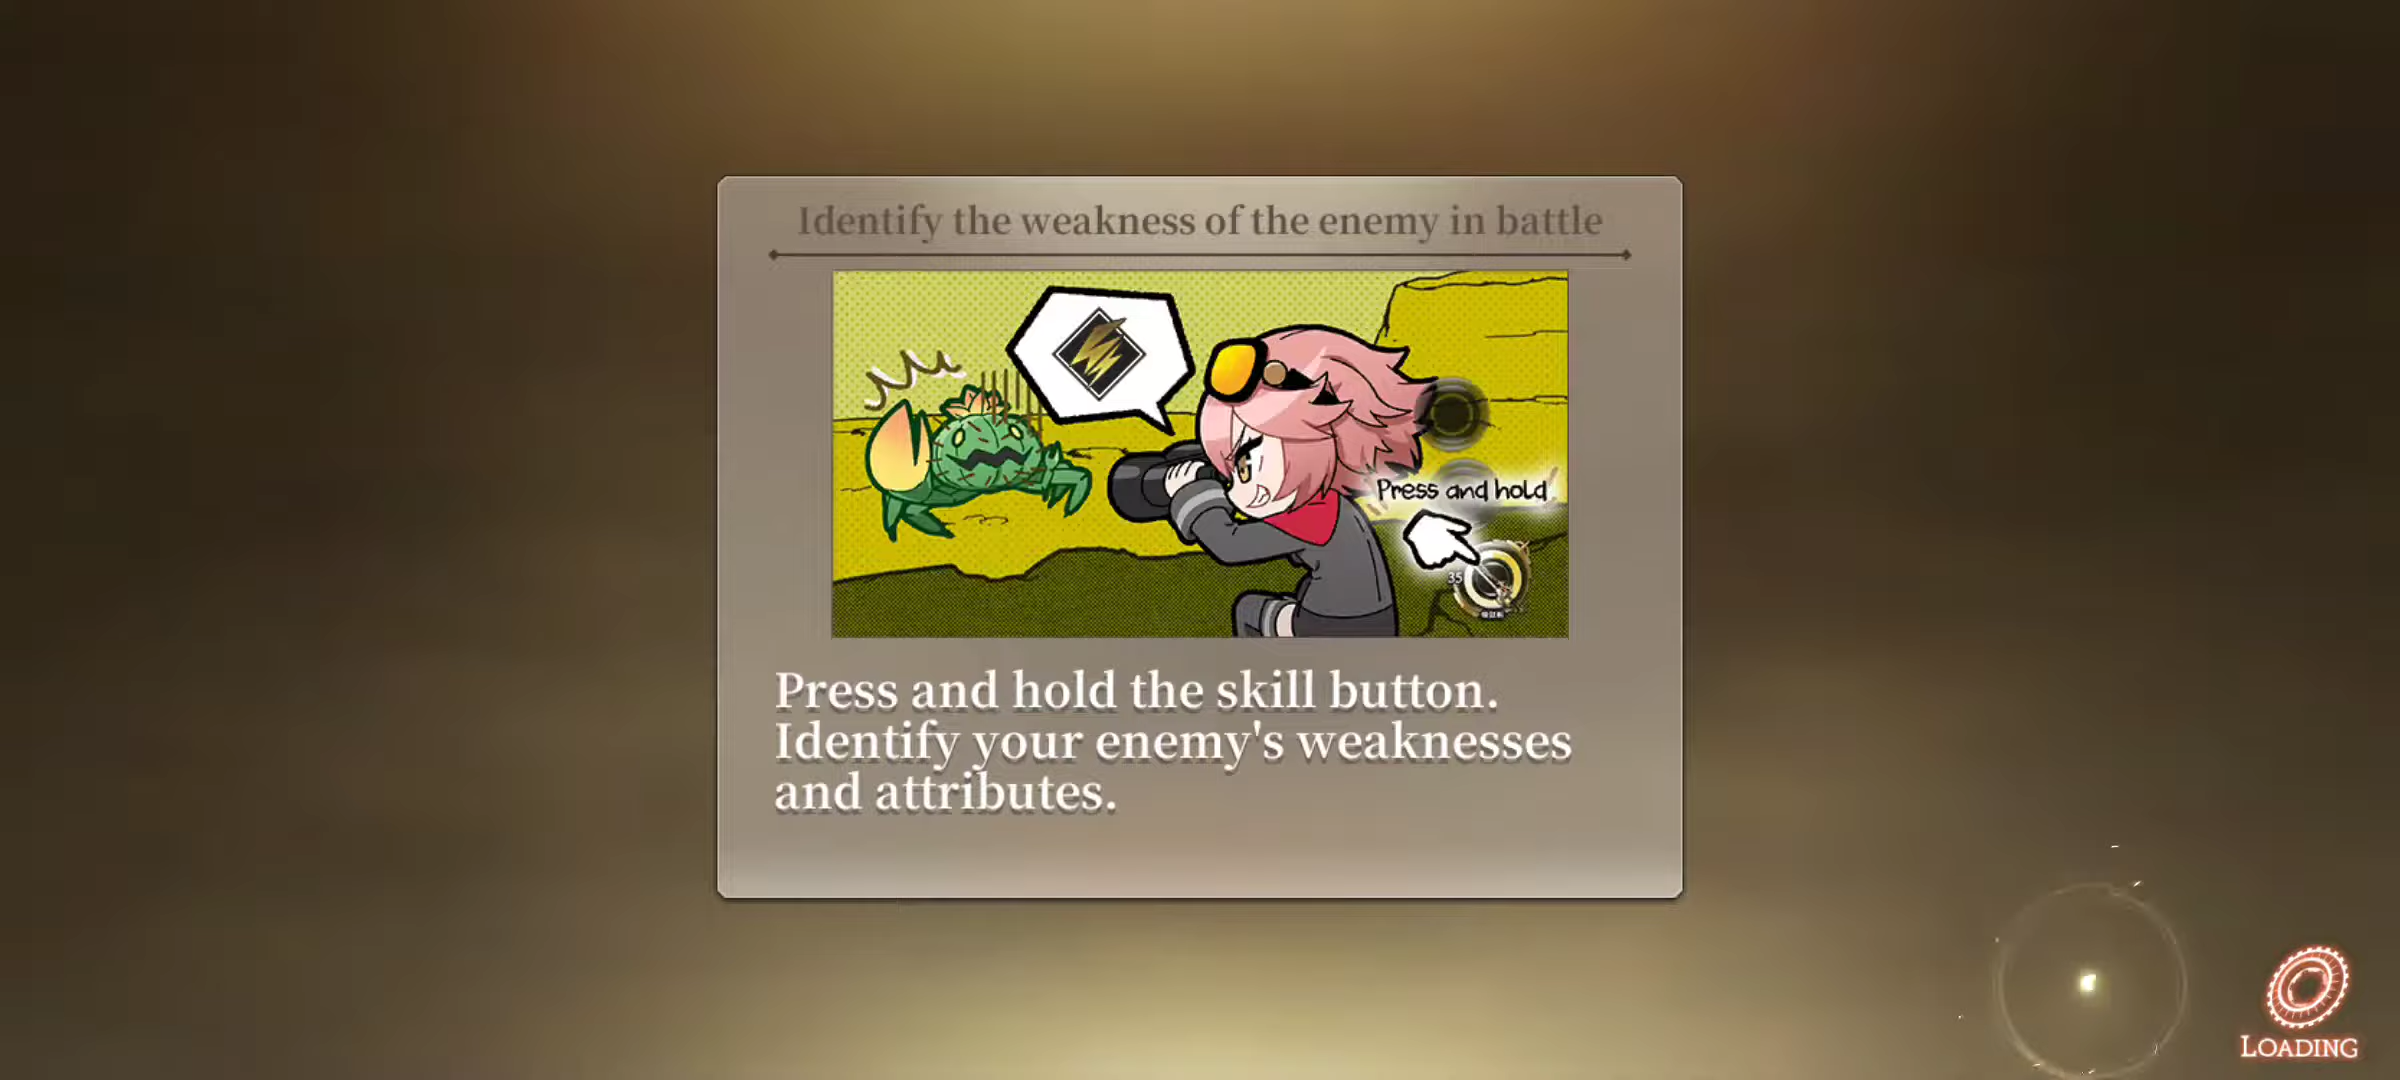 Identify the weakness of the enemy in battle
Press and hold
35
Press and hold the skill button.
Identify your enemy's weaknesses
and attributes.
LOADING